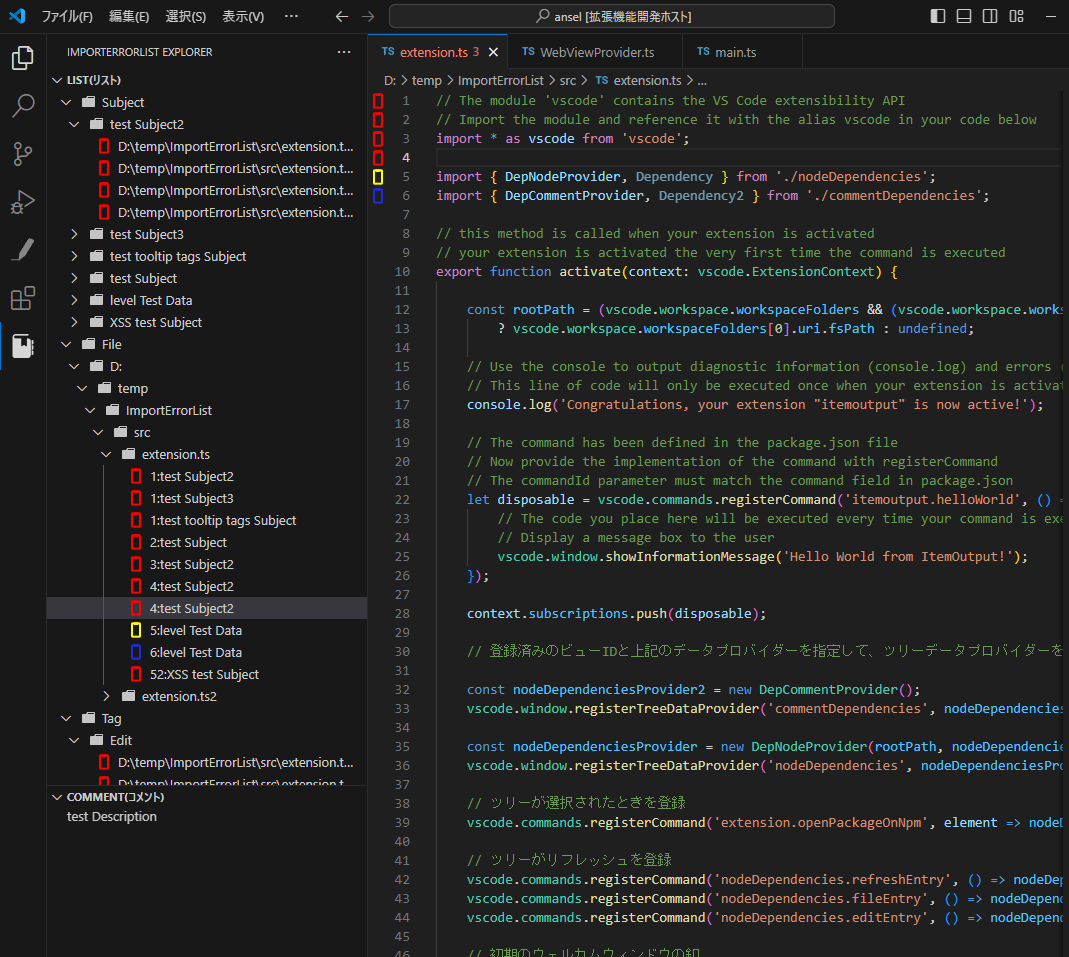 ファイル(F) 編集(E) 選択(S) 表示(V) ··· ansel [拡張機能開発ホスト]
IMPORTERRORLIST EXPLORER ···
LIST(リスト)
Subject
test Subject2
D:\temp\ImportErrorList\src\extension.t...
D:\temp\ImportErrorList\src\extension.t...
D:\temp\ImportErrorList\src\extension.t...
D:\temp\ImportErrorList\src\extension.t...
test Subject3
test tooltip tags Subject
test Subject
level Test Data
XSS test Subject
File
D:
temp
ImportErrorList
src
extension.ts
1:test Subject2
1:test Subject3
1:test tooltip tags Subject
2:test Subject
3:test Subject2
4:test Subject2
4:test Subject2
5:level Test Data
6:level Test Data
52:XSS test Subject
extension.ts2
Tag
Edit
D:\temp\ImportErrorList\src\extension.t...
D:\temp\ImportErrorList\src\extension.t...
COMMENT(コメント)
test Description
TS extension.ts 3 TS WebViewProvider.ts TS main.ts
D: > temp > ImportErrorList > src > TS extension.ts > ...
1 // The module 'vscode' contains the VS Code extensibility API
2 // Import the module and reference it with the alias vscode in your code below
3 import * as vscode from 'vscode';
4
5 import { DepNodeProvider, Dependency } from './nodeDependencies';
6 import { DepCommentProvider, Dependency2 } from './commentDependencies';
7
8 // this method is called when your extension is activated
9 // your extension is activated the very first time the command is executed
10 export function activate(context: vscode.ExtensionContext) {
11
12 const rootPath = (vscode.workspace.workspaceFolders && (vscode.workspace.works
13 ? vscode.workspace.workspaceFolders[0].uri.fsPath : undefined;
14
15 // Use the console to output diagnostic information (console.log) and errors (
16 // This line of code will only be executed once when your extension is activat
17 console.log('Congratulations, your extension "itemoutput" is now active!');
18
19 // The command has been defined in the package.json file
20 // Now provide the implementation of the command with registerCommand
21 // The commandId parameter must match the command field in package.json
22 let disposable = vscode.commands.registerCommand('itemoutput.helloWorld', () =
23 // The code you place here will be executed every time your command is exe
24 // Display a message box to the user
25 vscode.window.showInformationMessage('Hello World from ItemOutput!');
26 });
27
28 context.subscriptions.push(disposable);
29
30 // 登録済みのビューIDと上記のデータプロバイダーを指定して、ツリーデータプロバイダーを
31
32 const nodeDependenciesProvider2 = new DepCommentProvider();
33 vscode.window.registerTreeDataProvider('commentDependencies', nodeDependencies
34
35 const nodeDependenciesProvider = new DepNodeProvider(rootPath, nodeDependencie
36 vscode.window.registerTreeDataProvider('nodeDependencies', nodeDependenciesPro
37
38 // ツリーが選択されたときを登録
39 vscode.commands.registerCommand('extension.openPackageOnNpm', element => nodeD
40
41 // ツリーがリフレッシュを登録
42 vscode.commands.registerCommand('nodeDependencies.refreshEntry', () => nodeDep
43 vscode.commands.registerCommand('nodeDependencies.fileEntry', () => nodeDepend
44 vscode.commands.registerCommand('nodeDependencies.editEntry', () => nodeDepend
45
46 // 初期のウェルカムウィンドウの